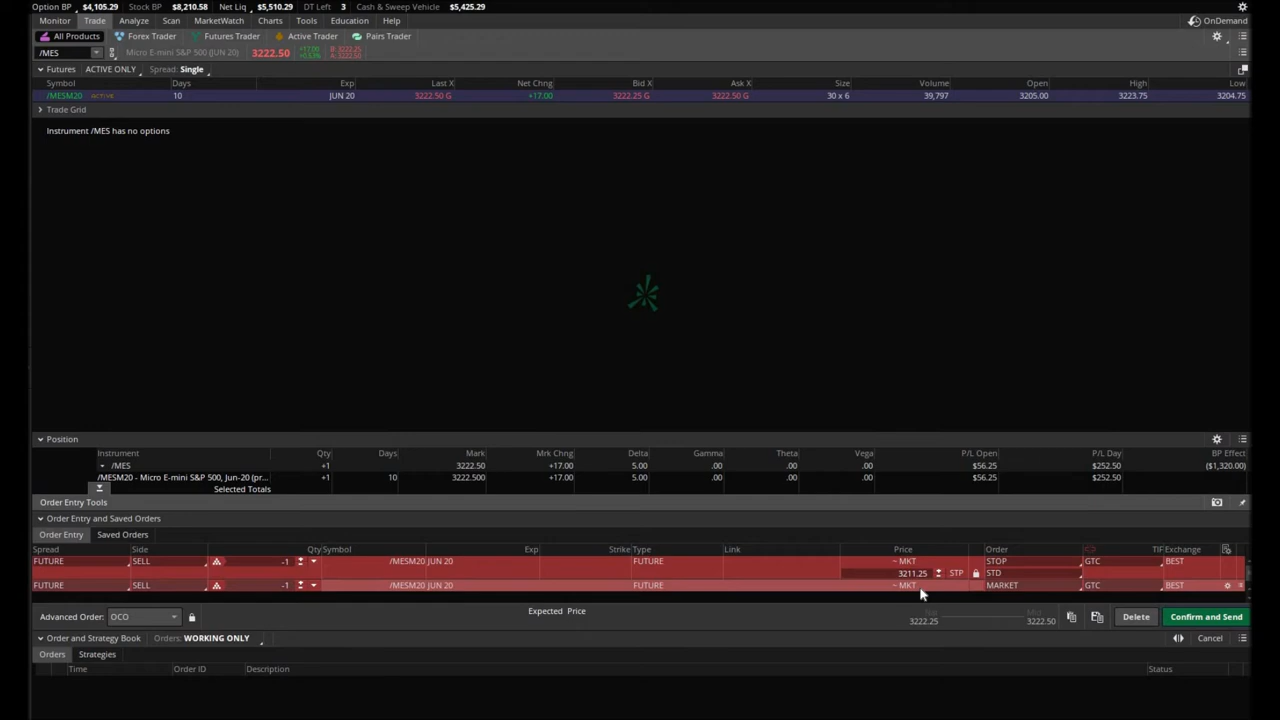 Option BP $4,105.29 Stock BP $8,210.58 Net Liq $5,510.29 DT Left 3 Cash & Sweep Vehicle $5,425.29
Monitor Trade Analyze Scan MarketWatch Charts Tools Education Help OnDemand
All Products Forex Trader Futures Trader Active Trader Pairs Trader
/MES Micro E-mini S&P 500 (JUN 20) 3222.50 +17.00 B: 3222.25
+0.53% A: 3222.50
Futures ACTIVE ONLY Spread: Single
Symbol Days Exp Last X Net Chng Bid X Ask X Size Volume Open High Low
/MESM20 ACTIVE 10 JUN 20 3222.50 G +17.00 3222.25 G 3222.50 G 30 x 6 39,797 3205.00 3223.75 3204.75
Trade Grid
Instrument /MES has no options
Position
Instrument Qty Days Mark Mrk Chng Delta Gamma Theta Vega P/L Open P/L Day BP Effect
/MES +1 3222.50 +17.00 5.00 .00 .00 .00 $56.25 $252.50 ($1,320.00)
/MESM20 - Micro E-mini S&P 500, Jun-20 (pr... +1 10 3222.500 +17.00 5.00 .00 .00 .00 $56.25 $252.50
Selected Totals
Order Entry Tools
Order Entry and Saved Orders
Order Entry Saved Orders
Spread Side Qty Symbol Exp Strike Type Link Price Order TIF Exchange
FUTURE SELL -1 /MESM20 JUN 20 FUTURE ~ MKT STOP GTC BEST
3211.25 STP STD
FUTURE SELL -1 /MESM20 JUN 20 FUTURE ~ MKT MARKET GTC BEST
Advanced Order: OCO Expected Price Nat Mid Delete Confirm and Send
3222.25 3222.50
Order and Strategy Book Orders: WORKING ONLY Cancel
Orders Strategies
Time Order ID Description Status